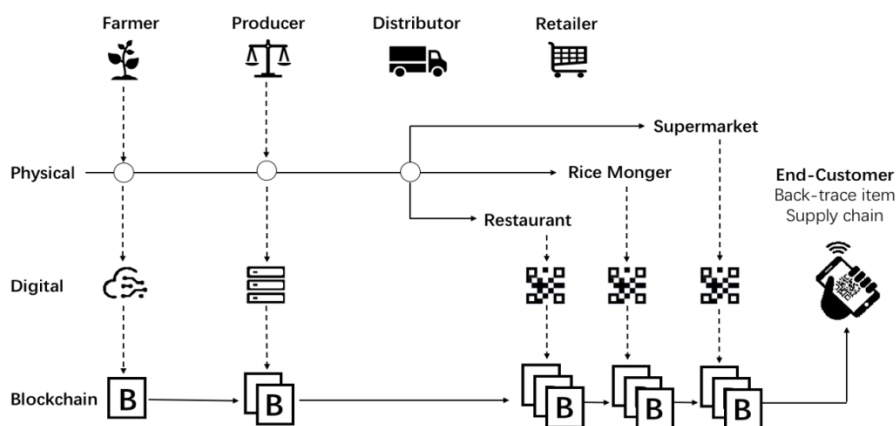 Farmer
Producer
Distributor
Retailer
Supermarket
Physical
Rice Monger
End-Customer
Back-trace item
Supply chain
Restaurant
Digital
Blockchain
B
B
B
B
B